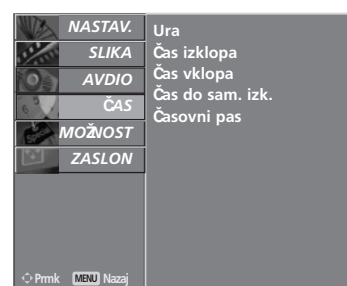 NASTAV.
SLIKA
AVDIO
ČAS
MOŽNOST
ZASLON
Ura
Čas izklopa
Čas vklopa
Čas do sam. izk.
Časovni pas
Prmk MENU Nazaj